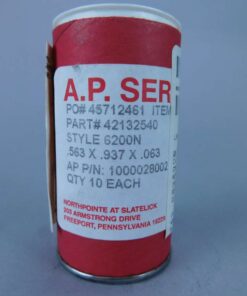 A.P. SER
PO# 45712461 ITEM
PART# 42132540
STYLE 6200N
.563 X .937 X .063
AP P/N: 1000028002
QTY 10 EACH
NORTHPOINTE AT SLATELICK
203 ARMSTRONG DRIVE
FREEPORT, PENNSYLVANIA 16229